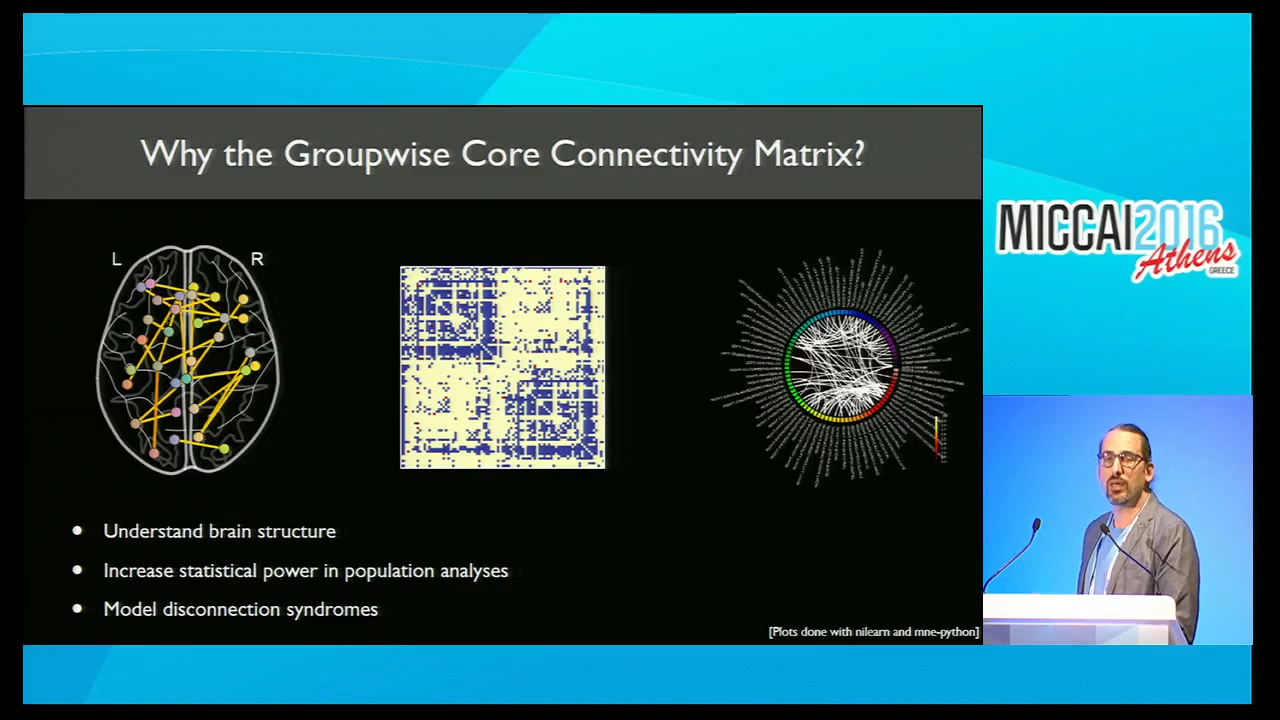 Why the Groupwise Core Connectivity Matrix?
L
R
MICCAI2016
Athens
GREECE
• Understand brain structure
• Increase statistical power in population analyses
• Model disconnection syndromes
[Plots done with nilearn and mne-python]